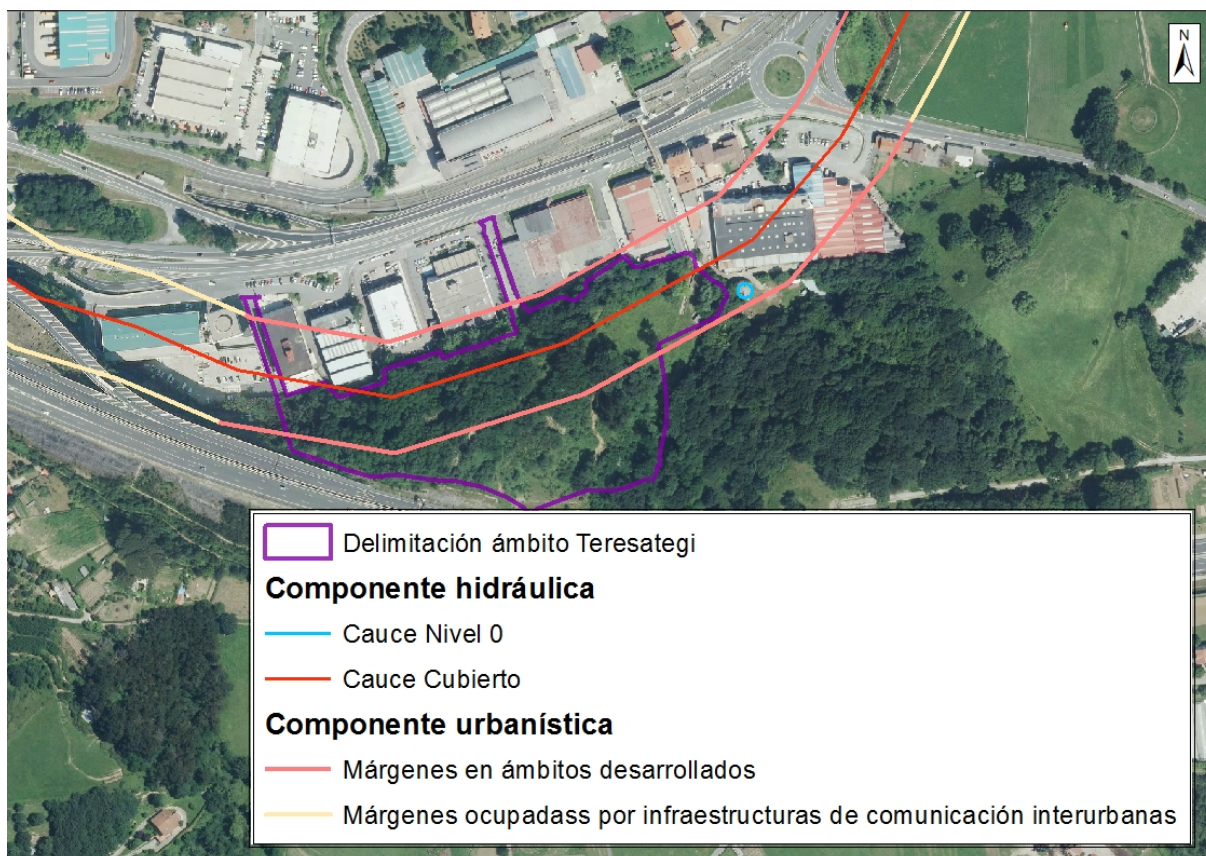 N
Delimitación ámbito Teresategi
Componente hidráulica
Cauce Nivel 0
Cauce Cubierto
Componente urbanística
Márgenes en ámbitos desarrollados
Márgenes ocupadass por infraestructuras de comunicación interurbanas